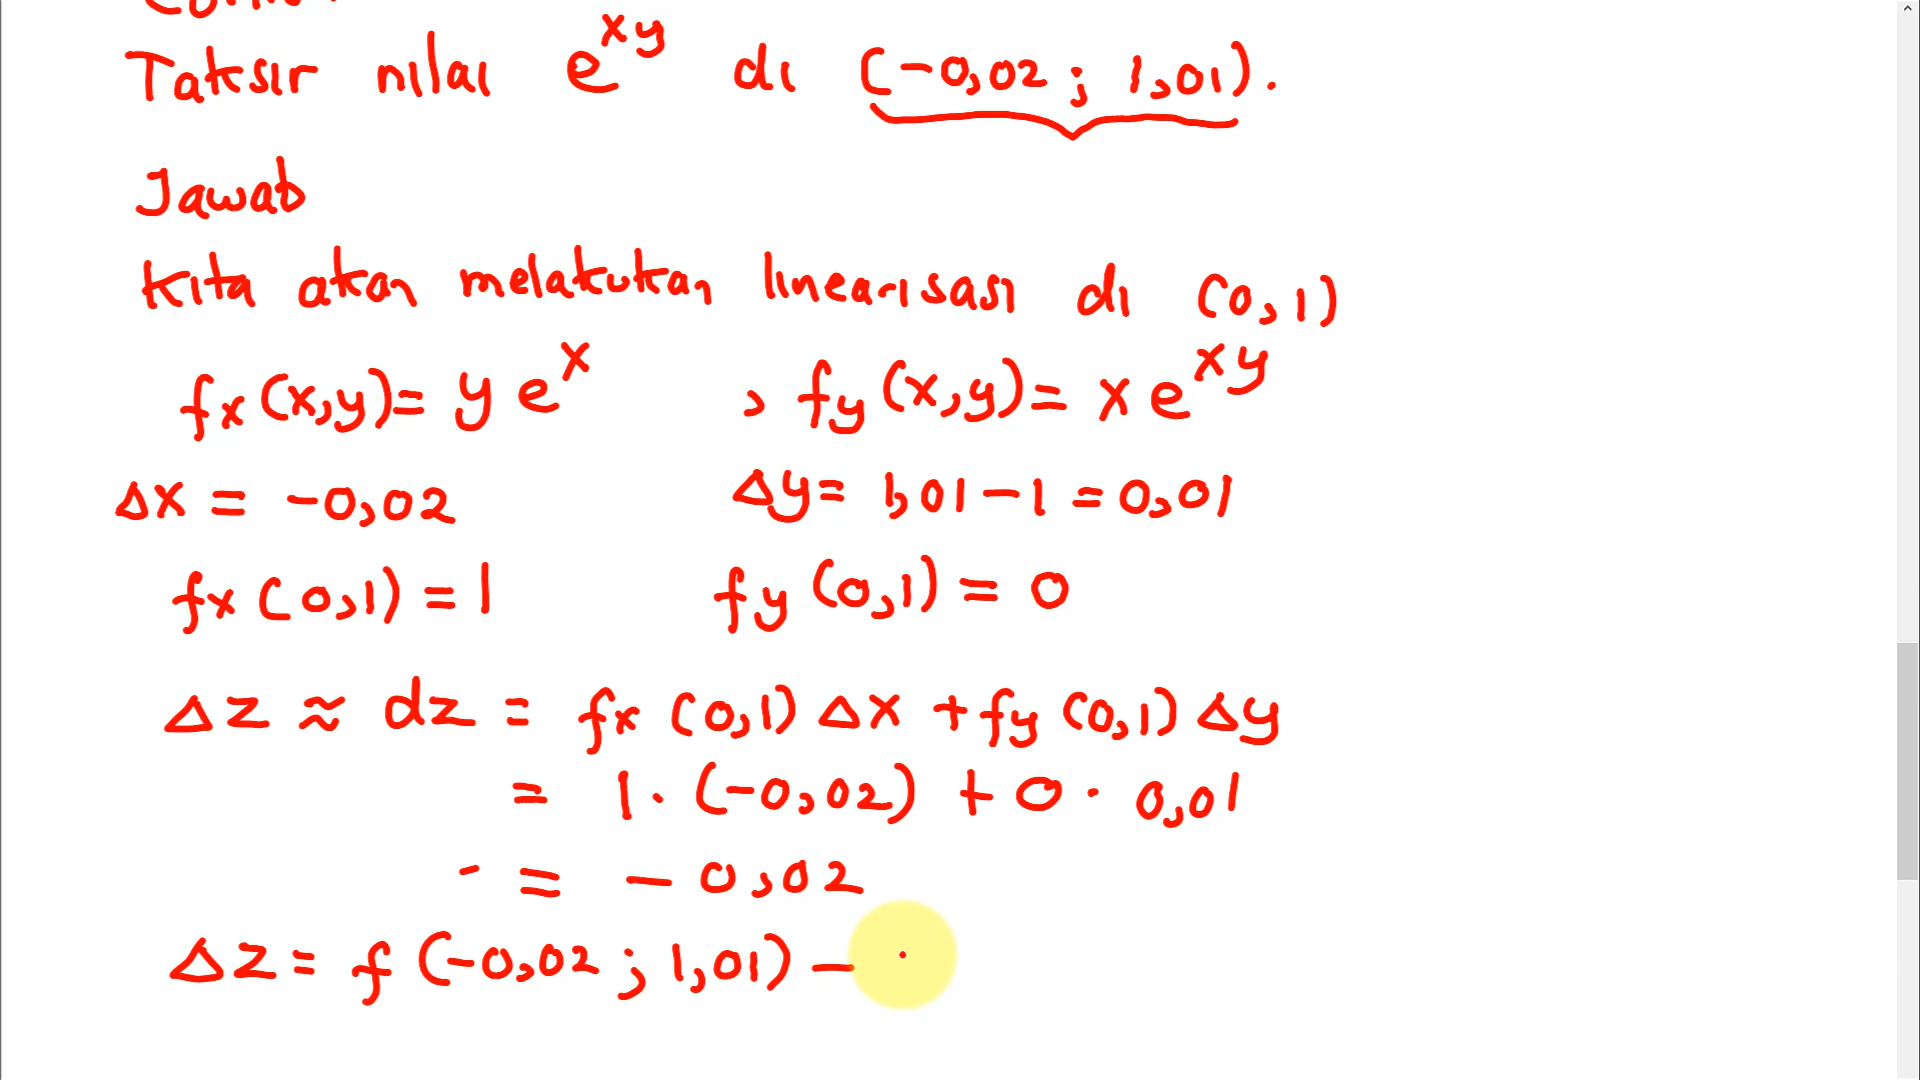 Taksir nilai e^xy di (-0,02 ; 1,01).
Jawab
Kita akan melakukan linearisasi di (0,1)
fx(x,y)= y e^x , fy(x,y)= x e^xy
Δx = -0,02 Δy= 1,01-1 = 0,01
fx(0,1) = 1 fy(0,1) = 0
Δz ≈ dz = fx(0,1) Δx + fy(0,1) Δy
= 1. (-0,02) + 0 . 0,01
- = -0,02
Δz = f(-0,02 ; 1,01) -